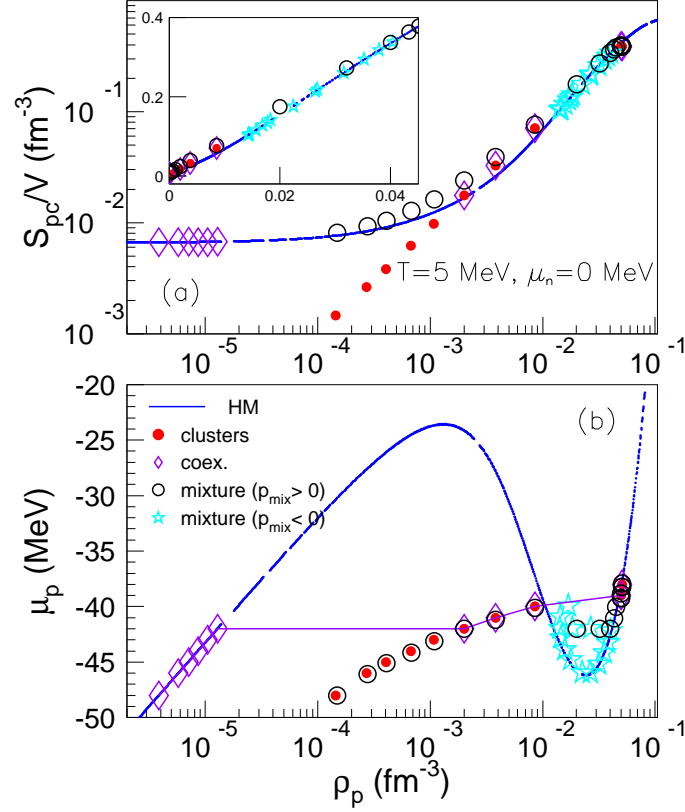 (a)
S_pc/V (fm^-3)
10^-1
10^-2
10^-3
0.4
0.2
0
0 0.02 0.04
T=5 MeV, μ_n=0 MeV
10^-5 10^-4 10^-3 10^-2 10^-1
(b)
μ_p (MeV)
-20
-25
-30
-35
-40
-45
-50
HM
clusters
coex.
mixture (p_mix>0)
mixture (p_mix<0)
10^-5 10^-4 10^-3 10^-2 10^-1
ρ_p (fm^-3)